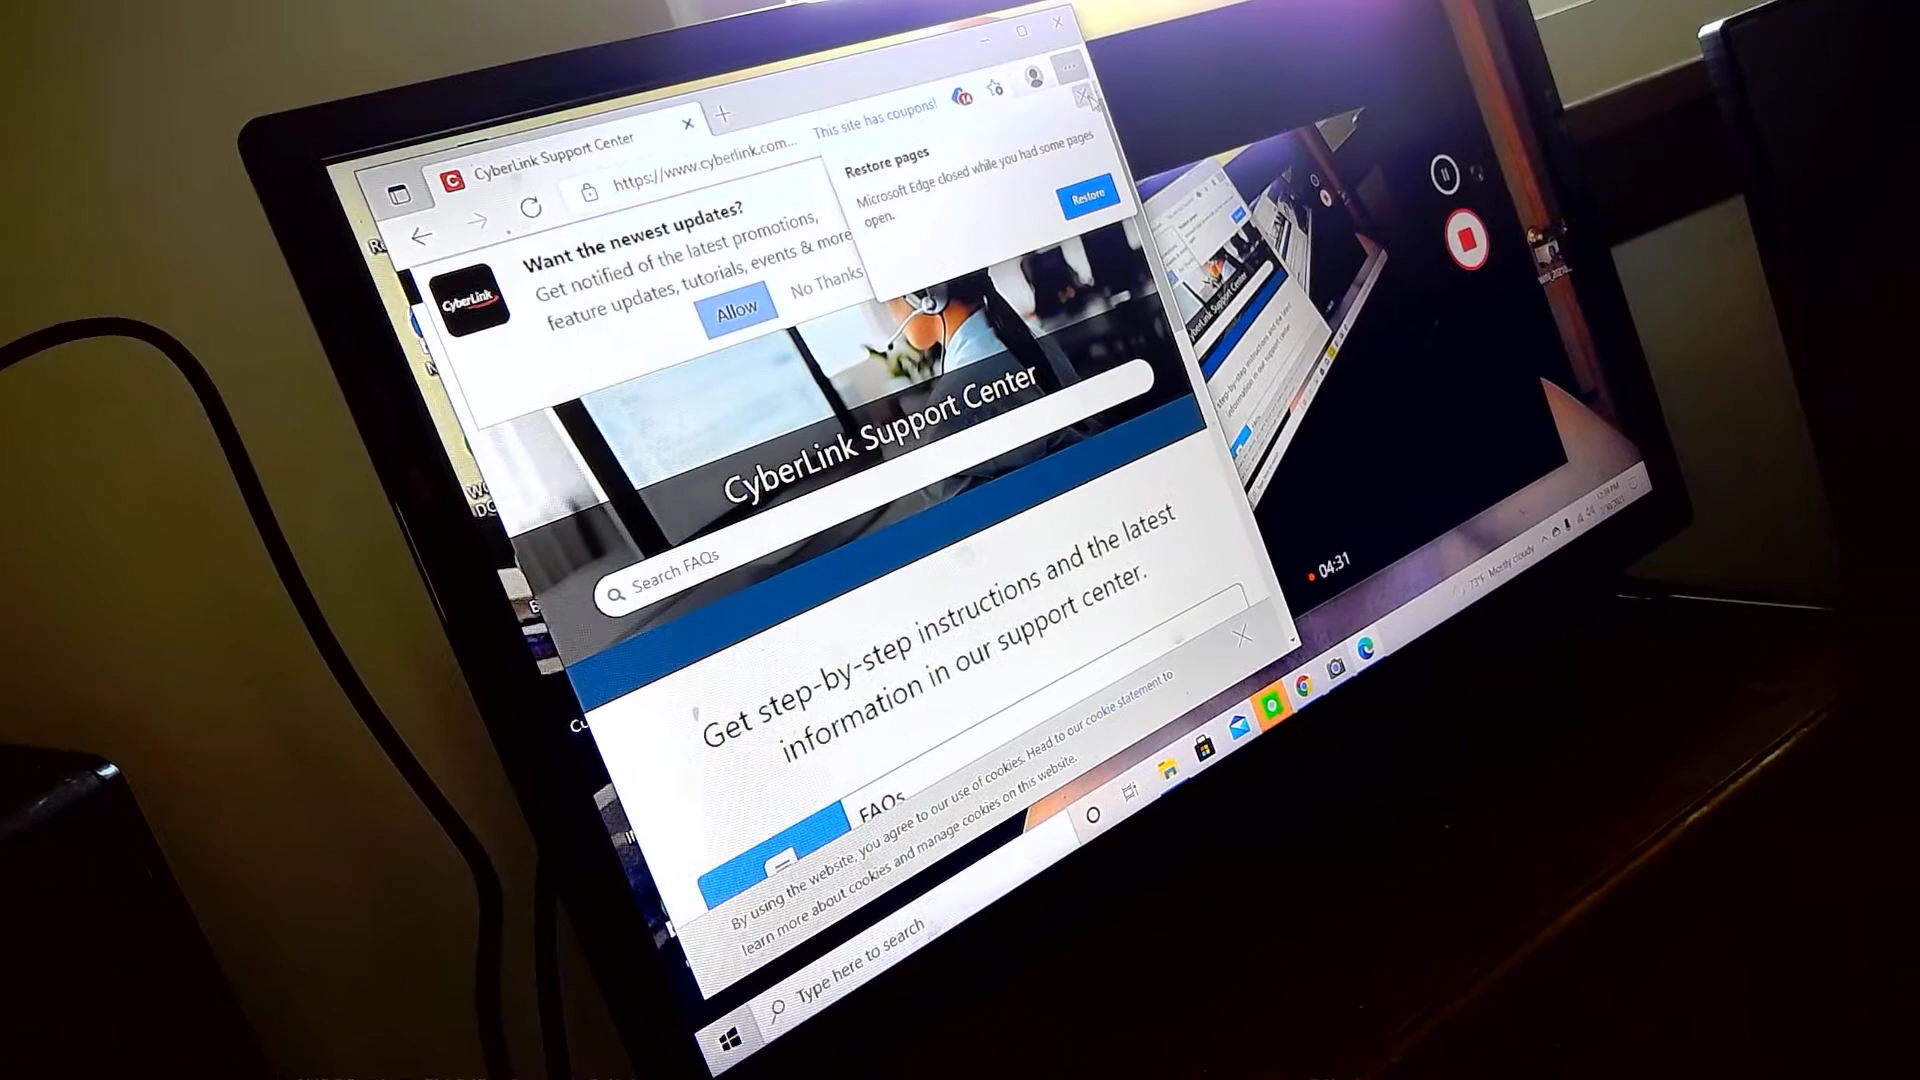 CyberLink Support Center
https://www.cyberlink.com...
This site has coupons!
14
Restore pages
Microsoft Edge closed while you had some pages
open.
Restore
Want the newest updates?
Get notified of the latest promotions,
feature updates, tutorials, events & more
Allow
No Thanks
CyberLink
CyberLink Support Center
Search FAQs
Get step-by-step instructions and the latest
information in our support center.
FAQs
By using the website, you agree to our use of cookies. Head to our cookie statement to
learn more about cookies and manage cookies on this website.
04:31
Type here to search
73°F Mostly cloudy